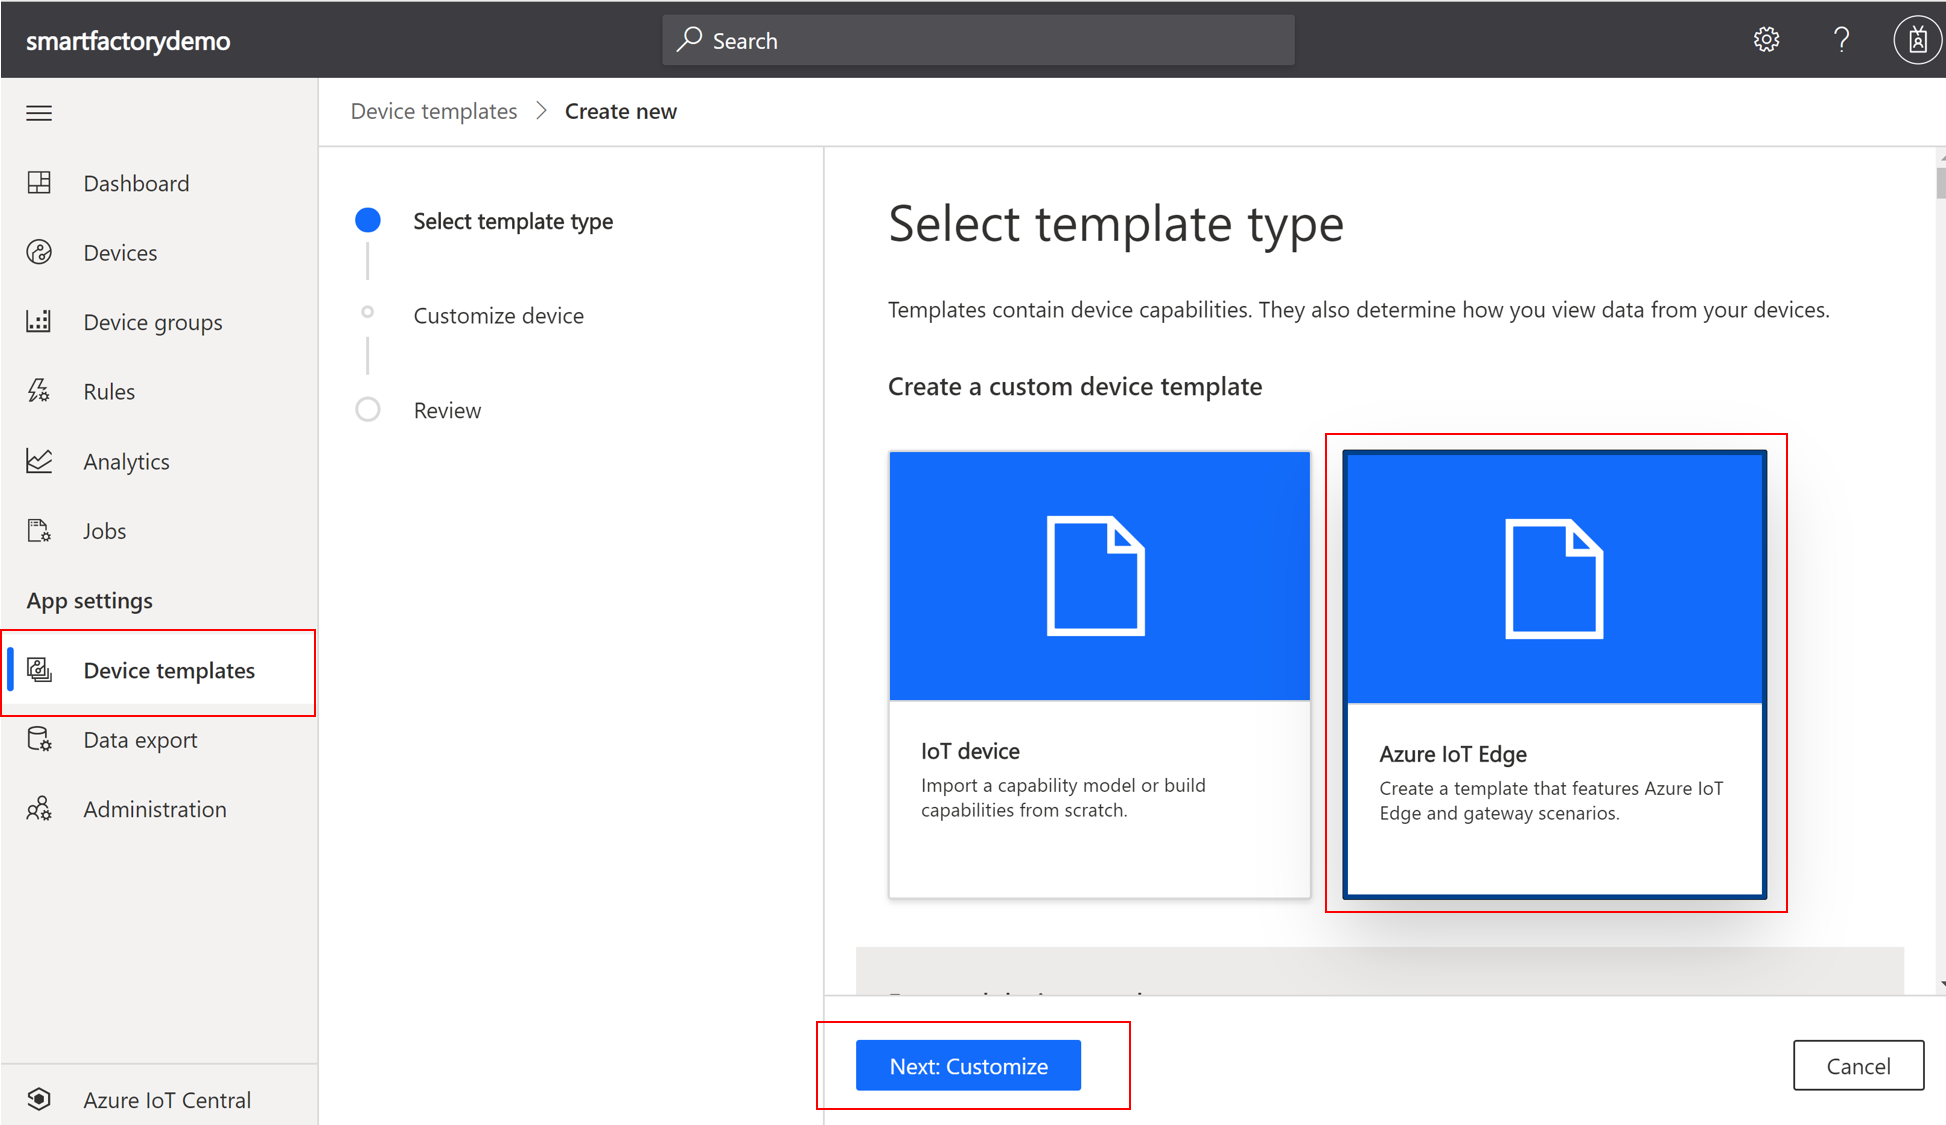 smartfactorydemo
Search
Device templates > Create new
Dashboard
Devices
Device groups
Rules
Analytics
Jobs
App settings
Device templates
Data export
Administration
Azure IoT Central
Select template type
Customize device
Review
Select template type
Templates contain device capabilities. They also determine how you view data from your devices.
Create a custom device template
IoT device
Import a capability model or build
capabilities from scratch.
Azure IoT Edge
Create a template that features Azure IoT
Edge and gateway scenarios.
Next: Customize
Cancel